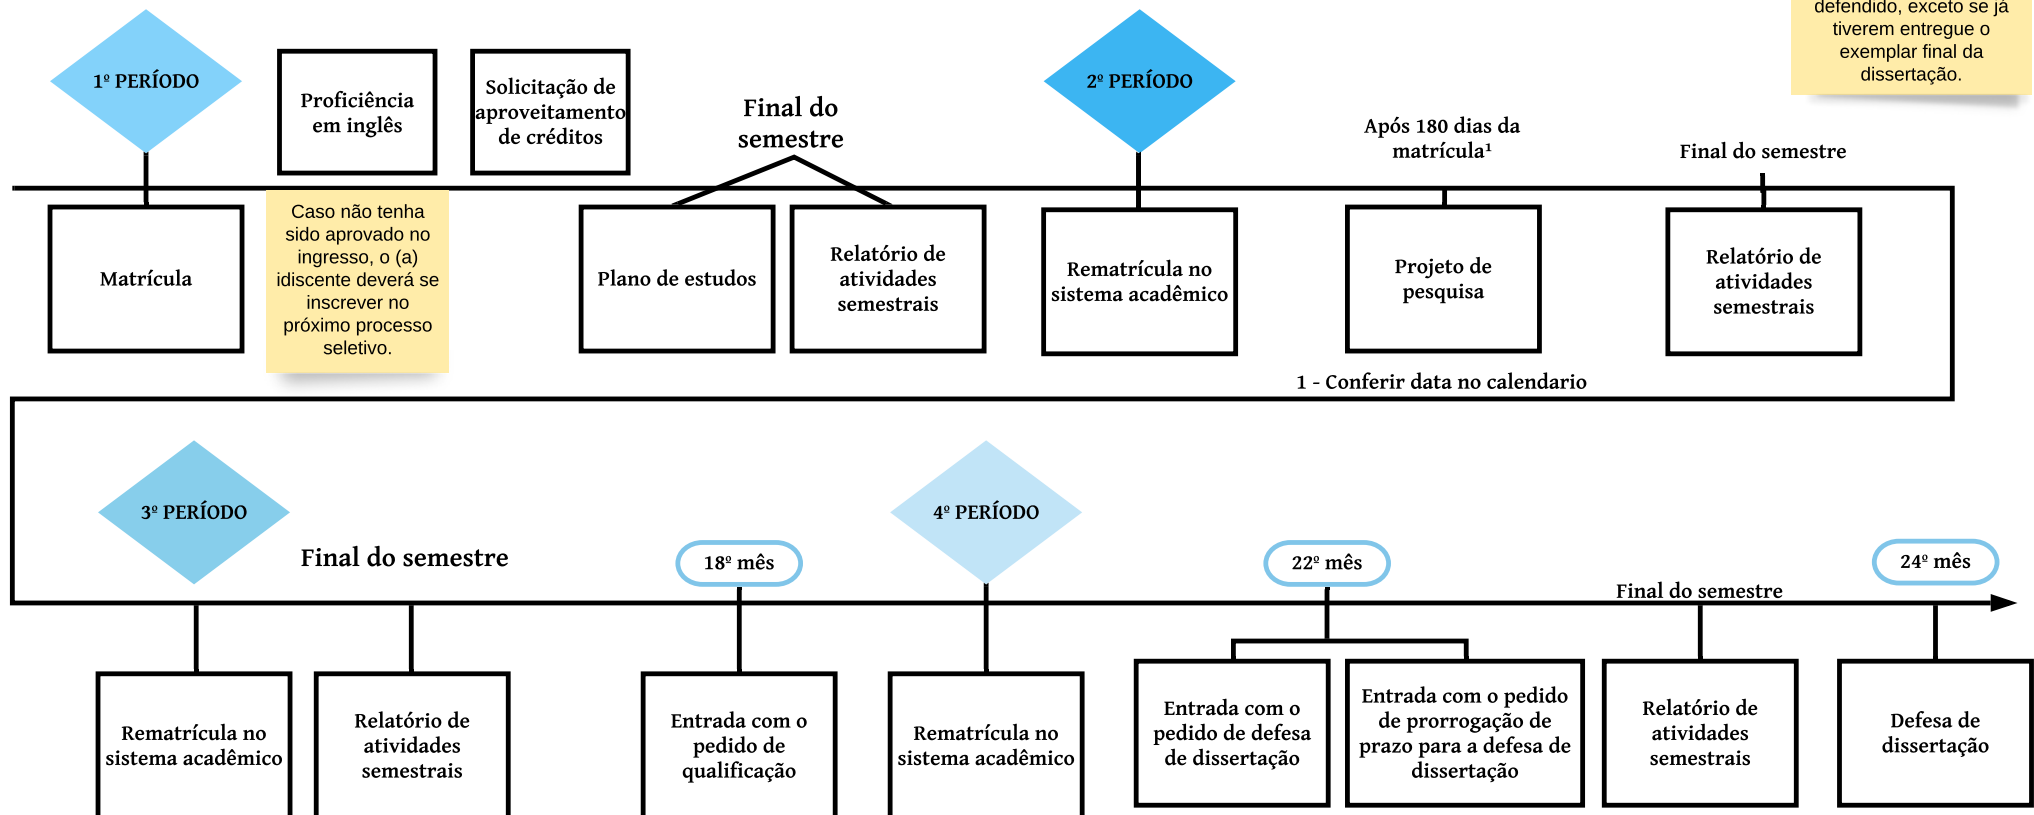 defendido, exceto se já
tiverem entregue o
exemplar final da
dissertação.
1º PERÍODO
Proficiência
em inglês
Solicitação de
aproveitamento
de créditos
Final do
semestre
2º PERÍODO
Após 180 dias da
matrícula¹
Final do semestre
Matrícula
Caso não tenha
sido aprovado no
ingresso, o (a)
idiscente deverá se
inscrever no
próximo processo
seletivo.
Plano de estudos
Relatório de
atividades
semestrais
Rematrícula no
sistema acadêmico
Projeto de
pesquisa
Relatório de
atividades
semestrais
1 - Conferir data no calendario
3º PERÍODO
Final do semestre
18º mês
4º PERÍODO
22º mês
Final do semestre
24º mês
Rematrícula no
sistema acadêmico
Relatório de
atividades
semestrais
Entrada com o
pedido de
qualificação
Rematrícula no
sistema acadêmico
Entrada com o
pedido de defesa
de dissertação
Entrada com o pedido
de prorrogação de
prazo para a defesa de
dissertação
Relatório de
atividades
semestrais
Defesa de
dissertação